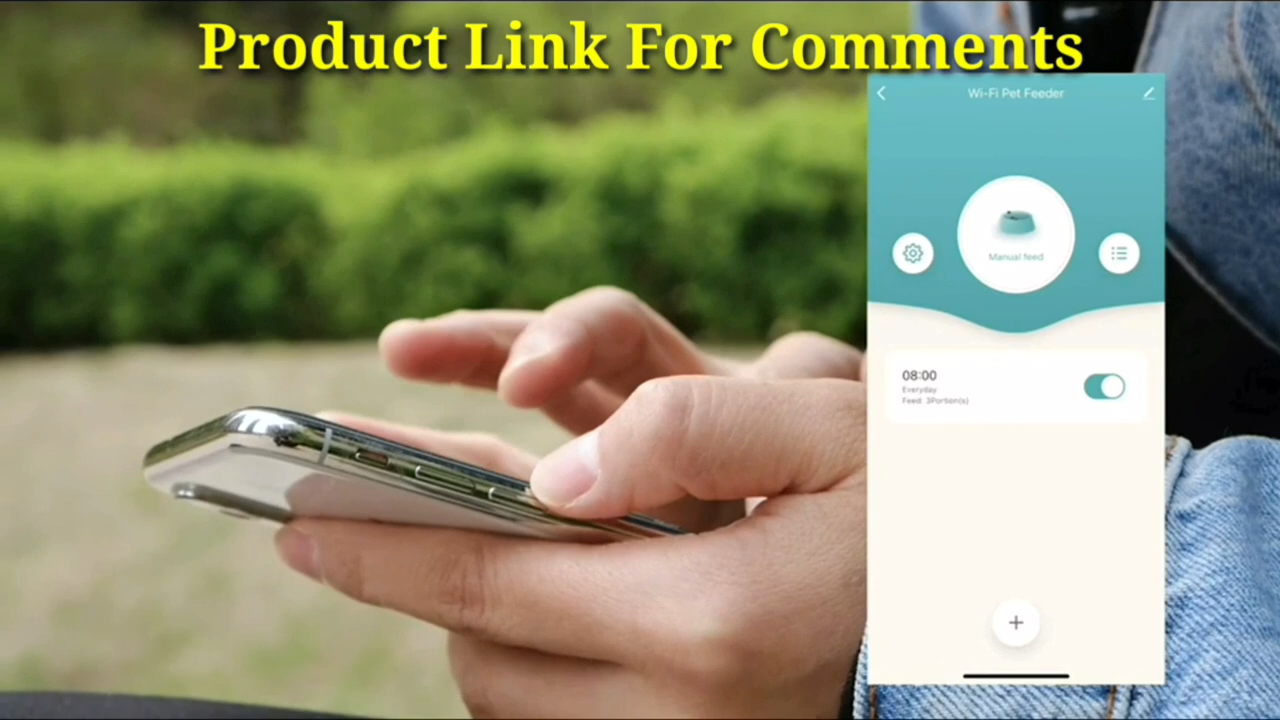 Product Link For Comments
Wi-Fi Pet Feeder
Manual feed
08:00
Everyday
Feed: 3Portion(s)